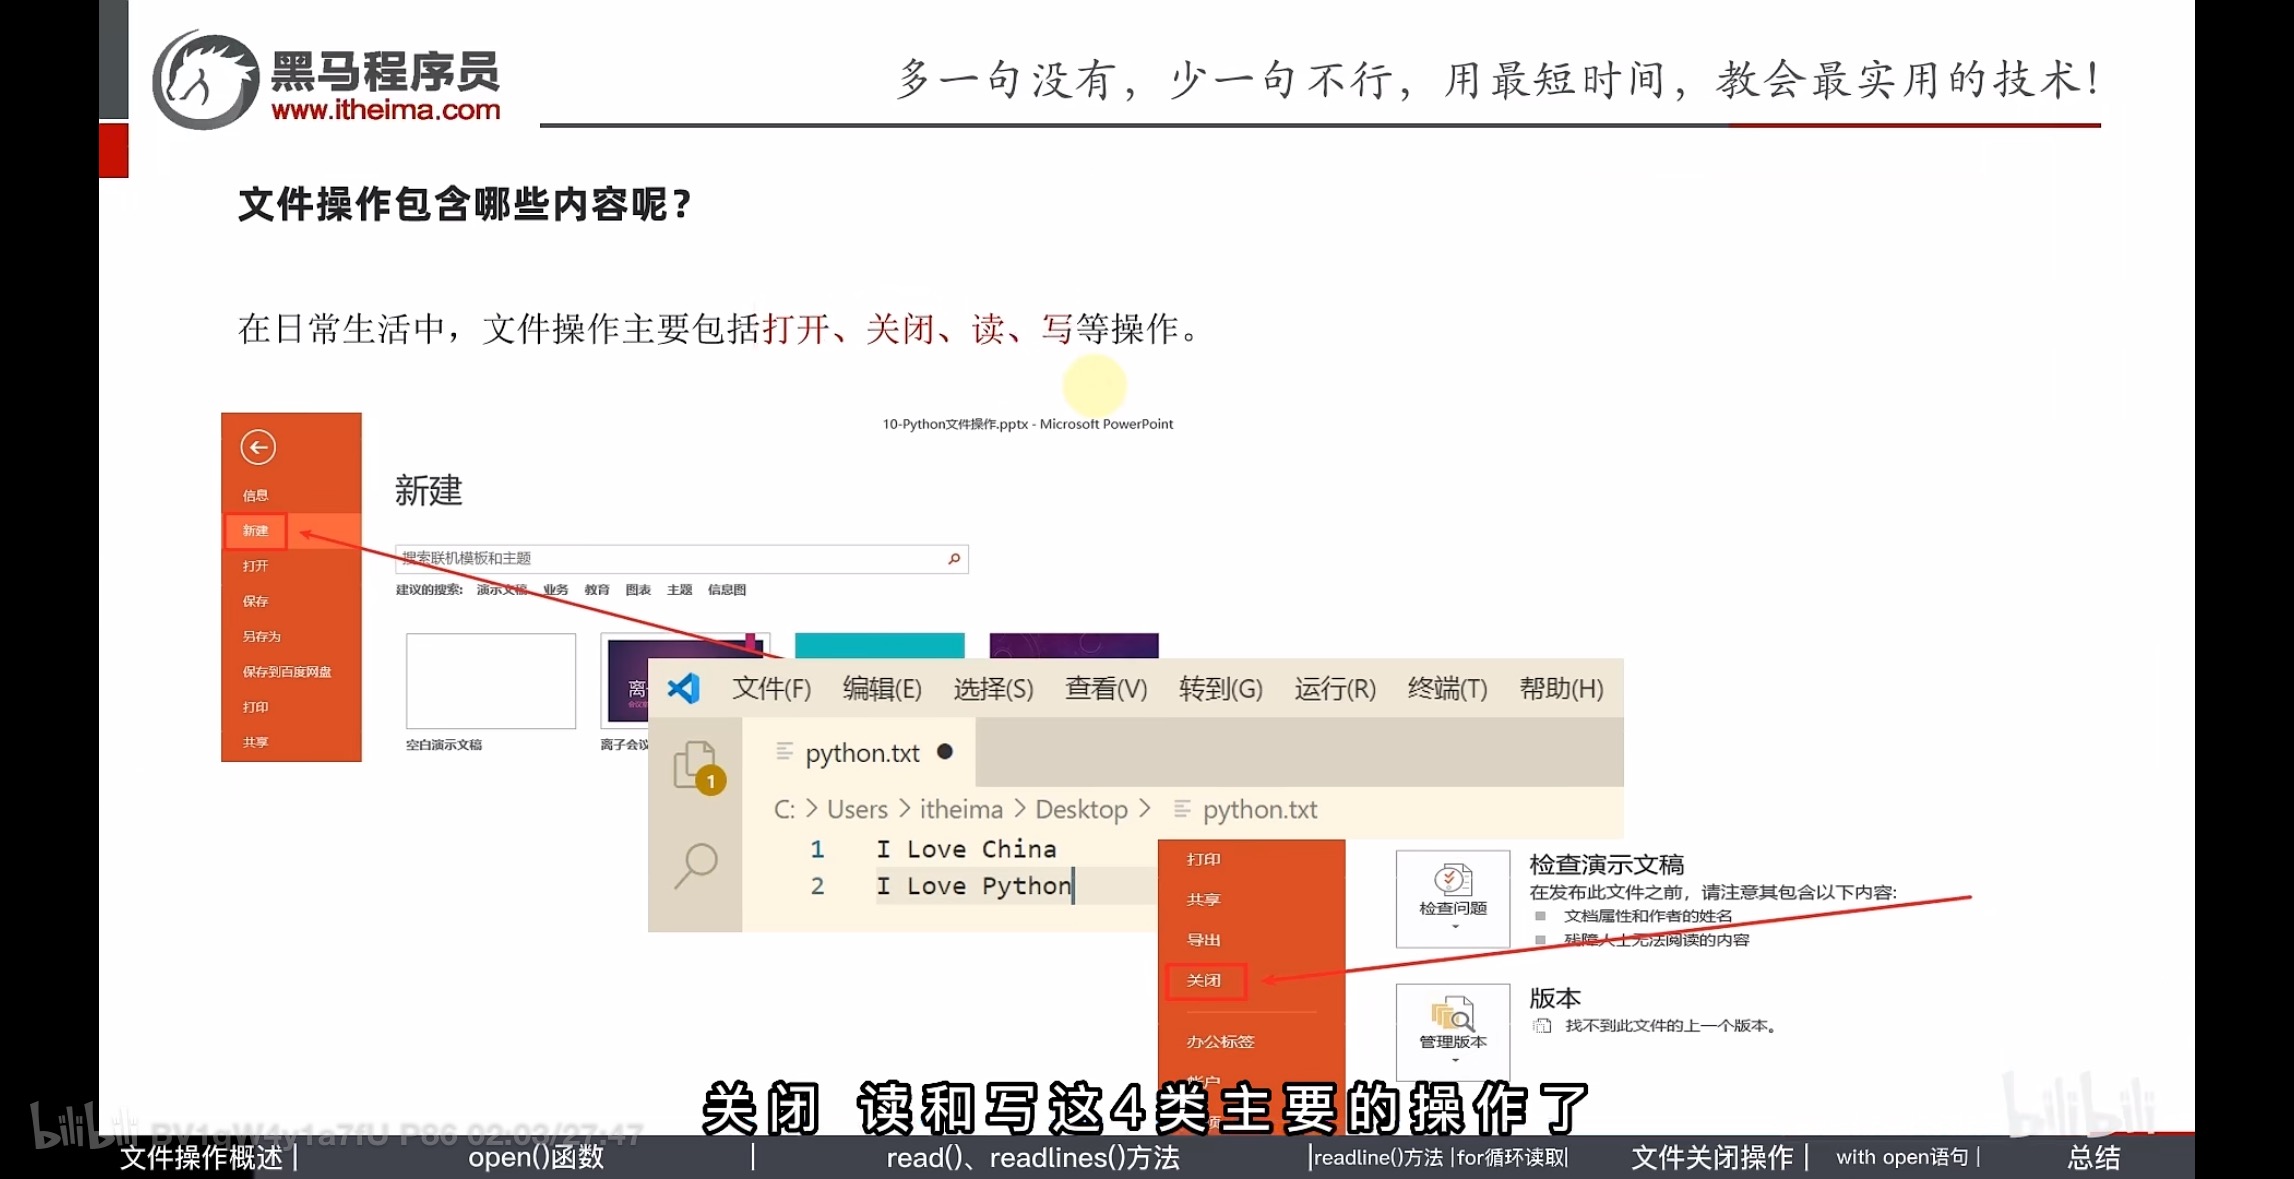 黑马程序员
www.itheima.com
多一句没有，少一句不行，用最短时间，教会最实用的技术！
文件操作包含哪些内容呢？
在日常生活中，文件操作主要包括打开、关闭、读、写等操作。
10-Python文件操作.pptx - Microsoft PowerPoint
信息
新建
打开
保存
另存为
保存到百度网盘
打印
共享
新建
搜索联机模板和主题
建议的搜索: 演示文稿 业务 教育 图表 主题 信息图
空白演示文稿
离子会议
文件(F) 编辑(E) 选择(S) 查看(V) 转到(G) 运行(R) 终端(T) 帮助(H)
python.txt
1
C: > Users > itheima > Desktop > python.txt
1 I Love China
2 I Love Python
打印
共享
导出
关闭
办公标签
帐户
检查问题
检查演示文稿
在发布此文件之前，请注意其包含以下内容:
文档属性和作者的姓名
残障人士无法阅读的内容
管理版本
版本
找不到此文件的上一个版本。
关闭 读和写这4类主要的操作了
bilibili BV1qW4y1a7fU P86 02:03/27:47
bilibili
文件操作概述 | open()函数 | read()、readlines()方法 |readline()方法 |for循环读取| 文件关闭操作 | with open语句 | 总结